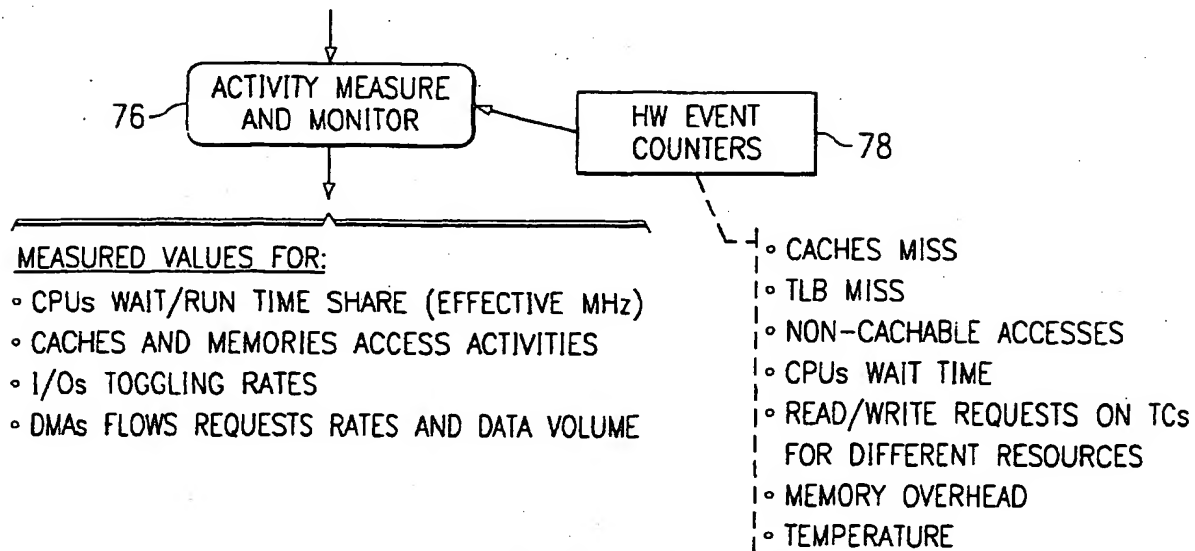 ACTIVITY MEASURE
AND MONITOR
76
HW EVENT
COUNTERS
78
MEASURED VALUES FOR:
∘ CPUs WAIT/RUN TIME SHARE (EFFECTIVE MHz)
∘ CACHES AND MEMORIES ACCESS ACTIVITIES
∘ I/Os TOGGLING RATES
∘ DMAs FLOWS REQUESTS RATES AND DATA VOLUME
∘ CACHES MISS
∘ TLB MISS
∘ NON-CACHABLE ACCESSES
∘ CPUs WAIT TIME
∘ READ/WRITE REQUESTS ON TCs
FOR DIFFERENT RESOURCES
∘ MEMORY OVERHEAD
∘ TEMPERATURE